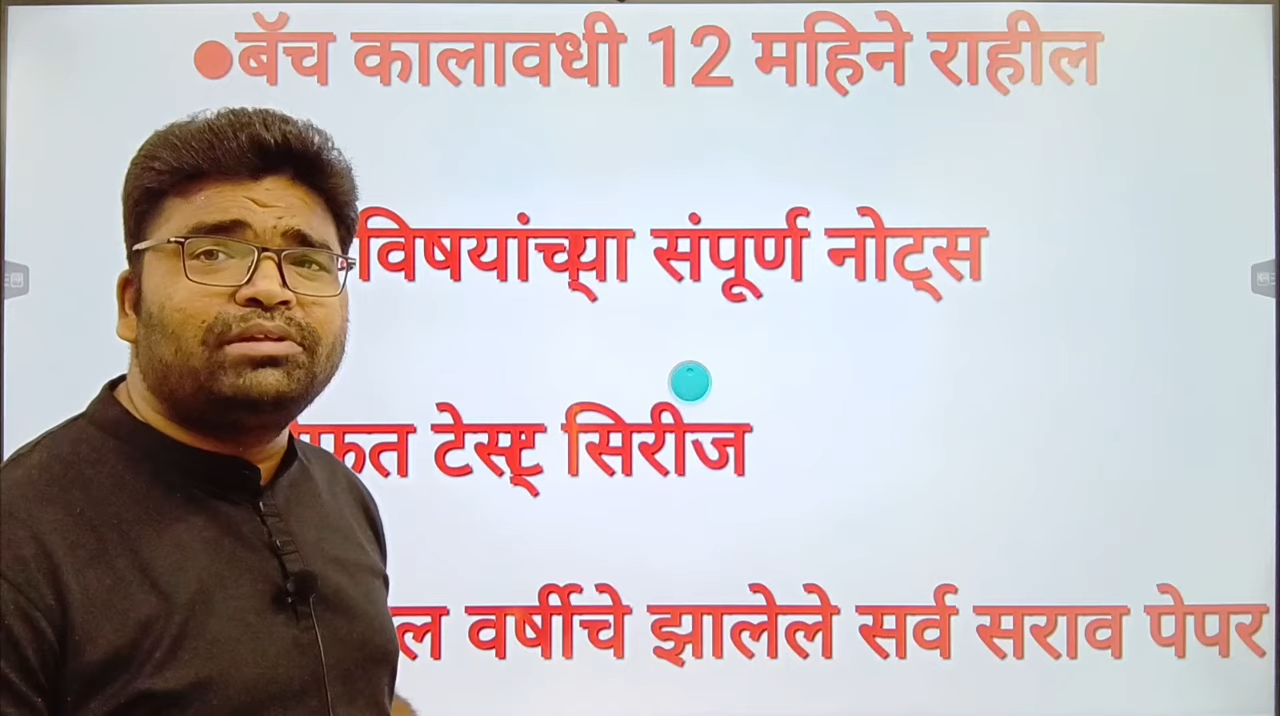 ●बॅच कालावधी 12 महिने राहील
विषयांच्या संपूर्ण नोट्स
टेस्ट सिरीज
वर्षीचे झालेले सर्व सराव पेपर